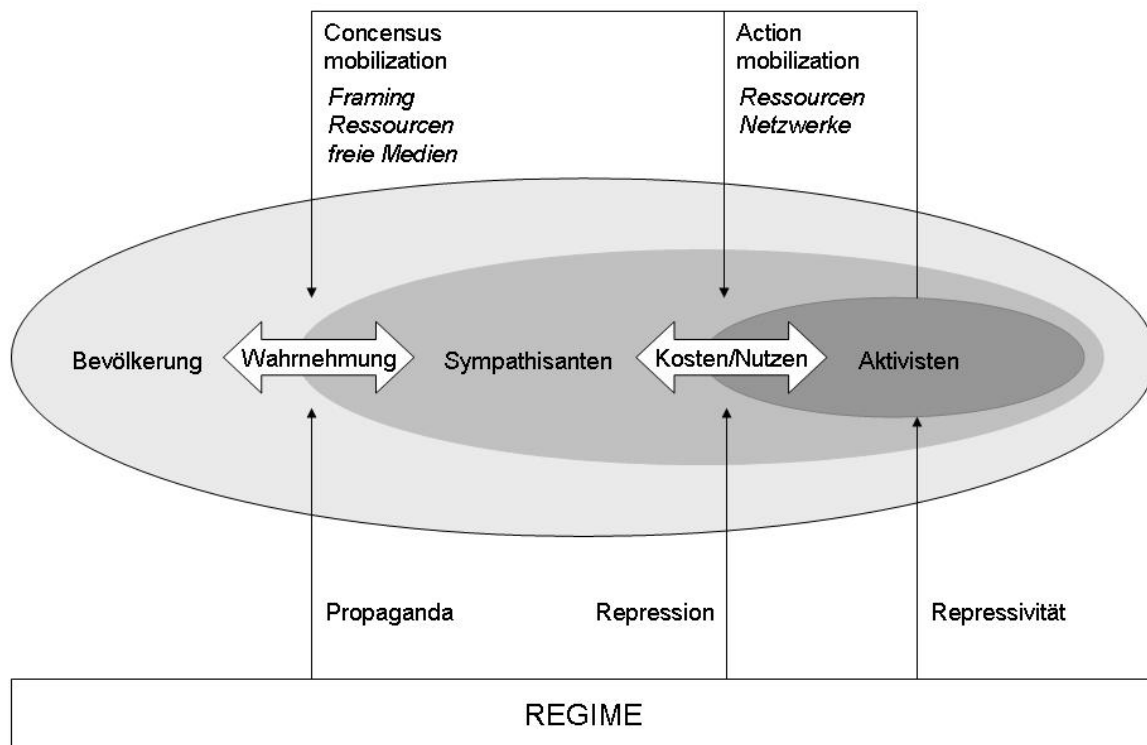 Concensus
mobilization
Framing
Ressourcen
freie Medien
Action
mobilization
Ressourcen
Netzwerke
Bevölkerung
Wahrnehmung
Sympathisanten
Kosten/Nutzen
Aktivisten
Propaganda
Repression
Repressivität
REGIME